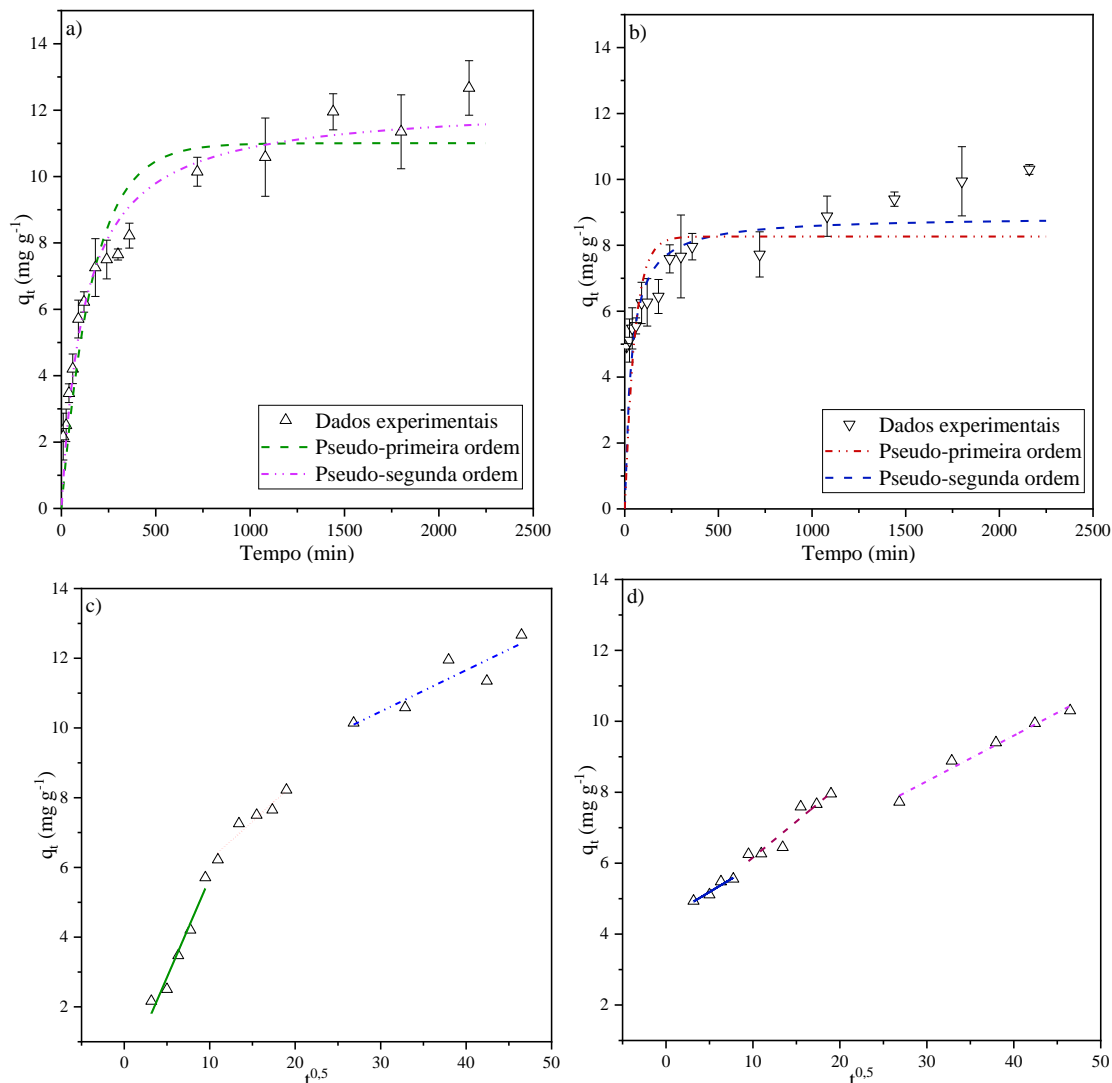 a)
14
12
10
8
6
4
2
0
qₜ (mg g⁻¹)
0 500 1000 1500 2000 2500
Tempo (min)
Dados experimentais
Pseudo-primeira ordem
Pseudo-segunda ordem
b)
14
12
10
8
6
4
2
0
qₜ (mg g⁻¹)
0 500 1000 1500 2000 2500
Tempo (min)
Dados experimentais
Pseudo-primeira ordem
Pseudo-segunda ordem
c)
14
12
10
8
6
4
2
qₜ (mg g⁻¹)
0 10 20 30 40 50
t^0,5
d)
14
12
10
8
6
4
2
qₜ (mg g⁻¹)
0 10 20 30 40 50
t^0,5